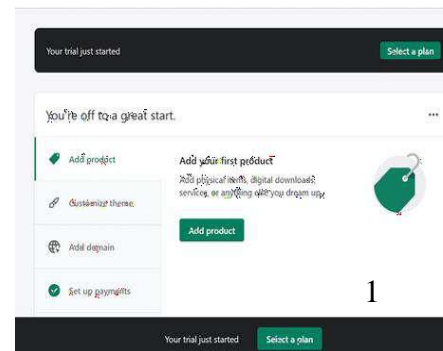 Your trial just started
Select a plan
You're off to a great start.
Add product
Customize theme
Add domain
Set up payments
Add your first product
Add physical items, digital downloads,
services, or anything else you dream up.
Add product
1
Your trial just started
Select a plan